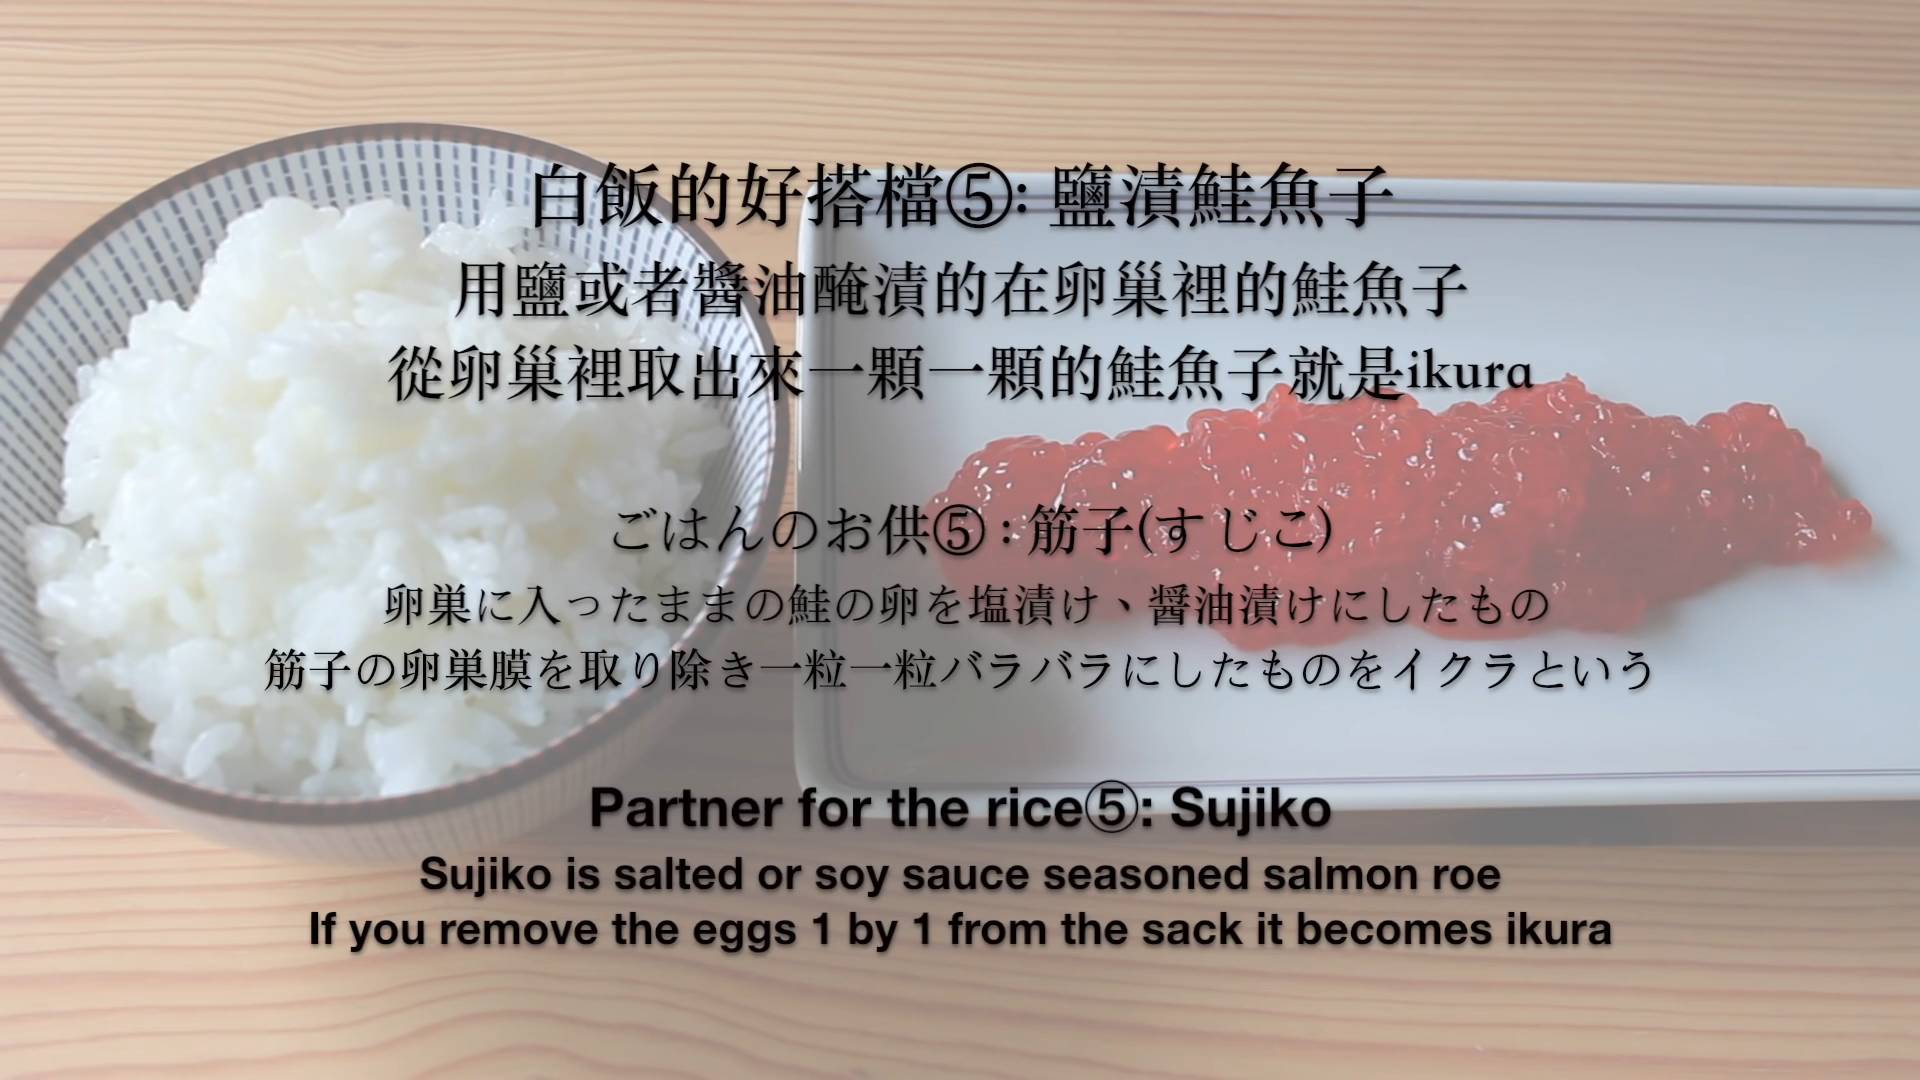 白飯的好搭檔⑤: 鹽漬鮭魚子
用鹽或者醬油醃漬的在卵巢裡的鮭魚子
從卵巢裡取出來一顆一顆的鮭魚子就是ikura
ごはんのお供⑤ : 筋子(すじこ)
卵巣に入ったままの鮭の卵を塩漬け、醤油漬けにしたもの
筋子の卵巣膜を取り除き一粒一粒バラバラにしたものをイクラという
Partner for the rice⑤: Sujiko
Sujiko is salted or soy sauce seasoned salmon roe
If you remove the eggs 1 by 1 from the sack it becomes ikura